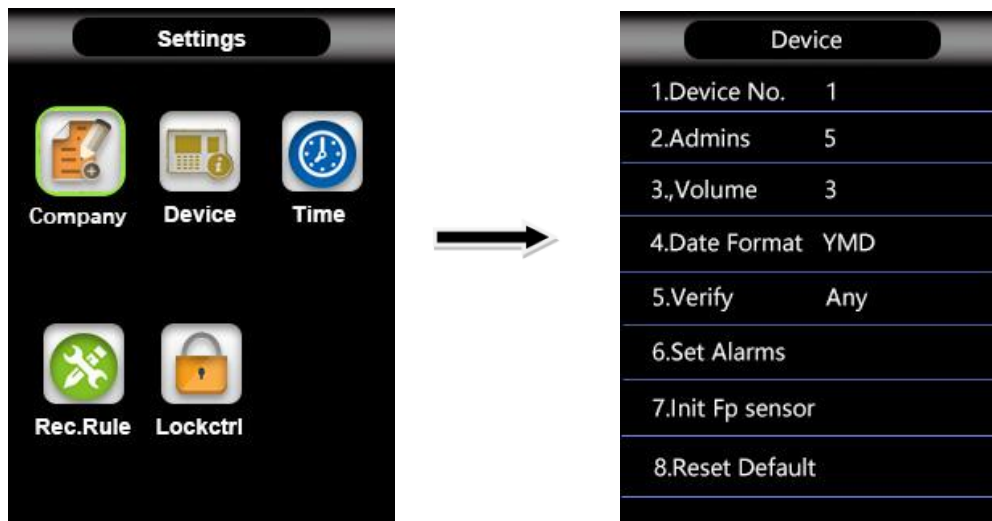 Settings
Company Device Time
Rec.Rule Lockctrl
Device
1.Device No. 1
2.Admins 5
3.,Volume 3
4.Date Format YMD
5.Verify Any
6.Set Alarms
7.Init Fp sensor
8.Reset Default